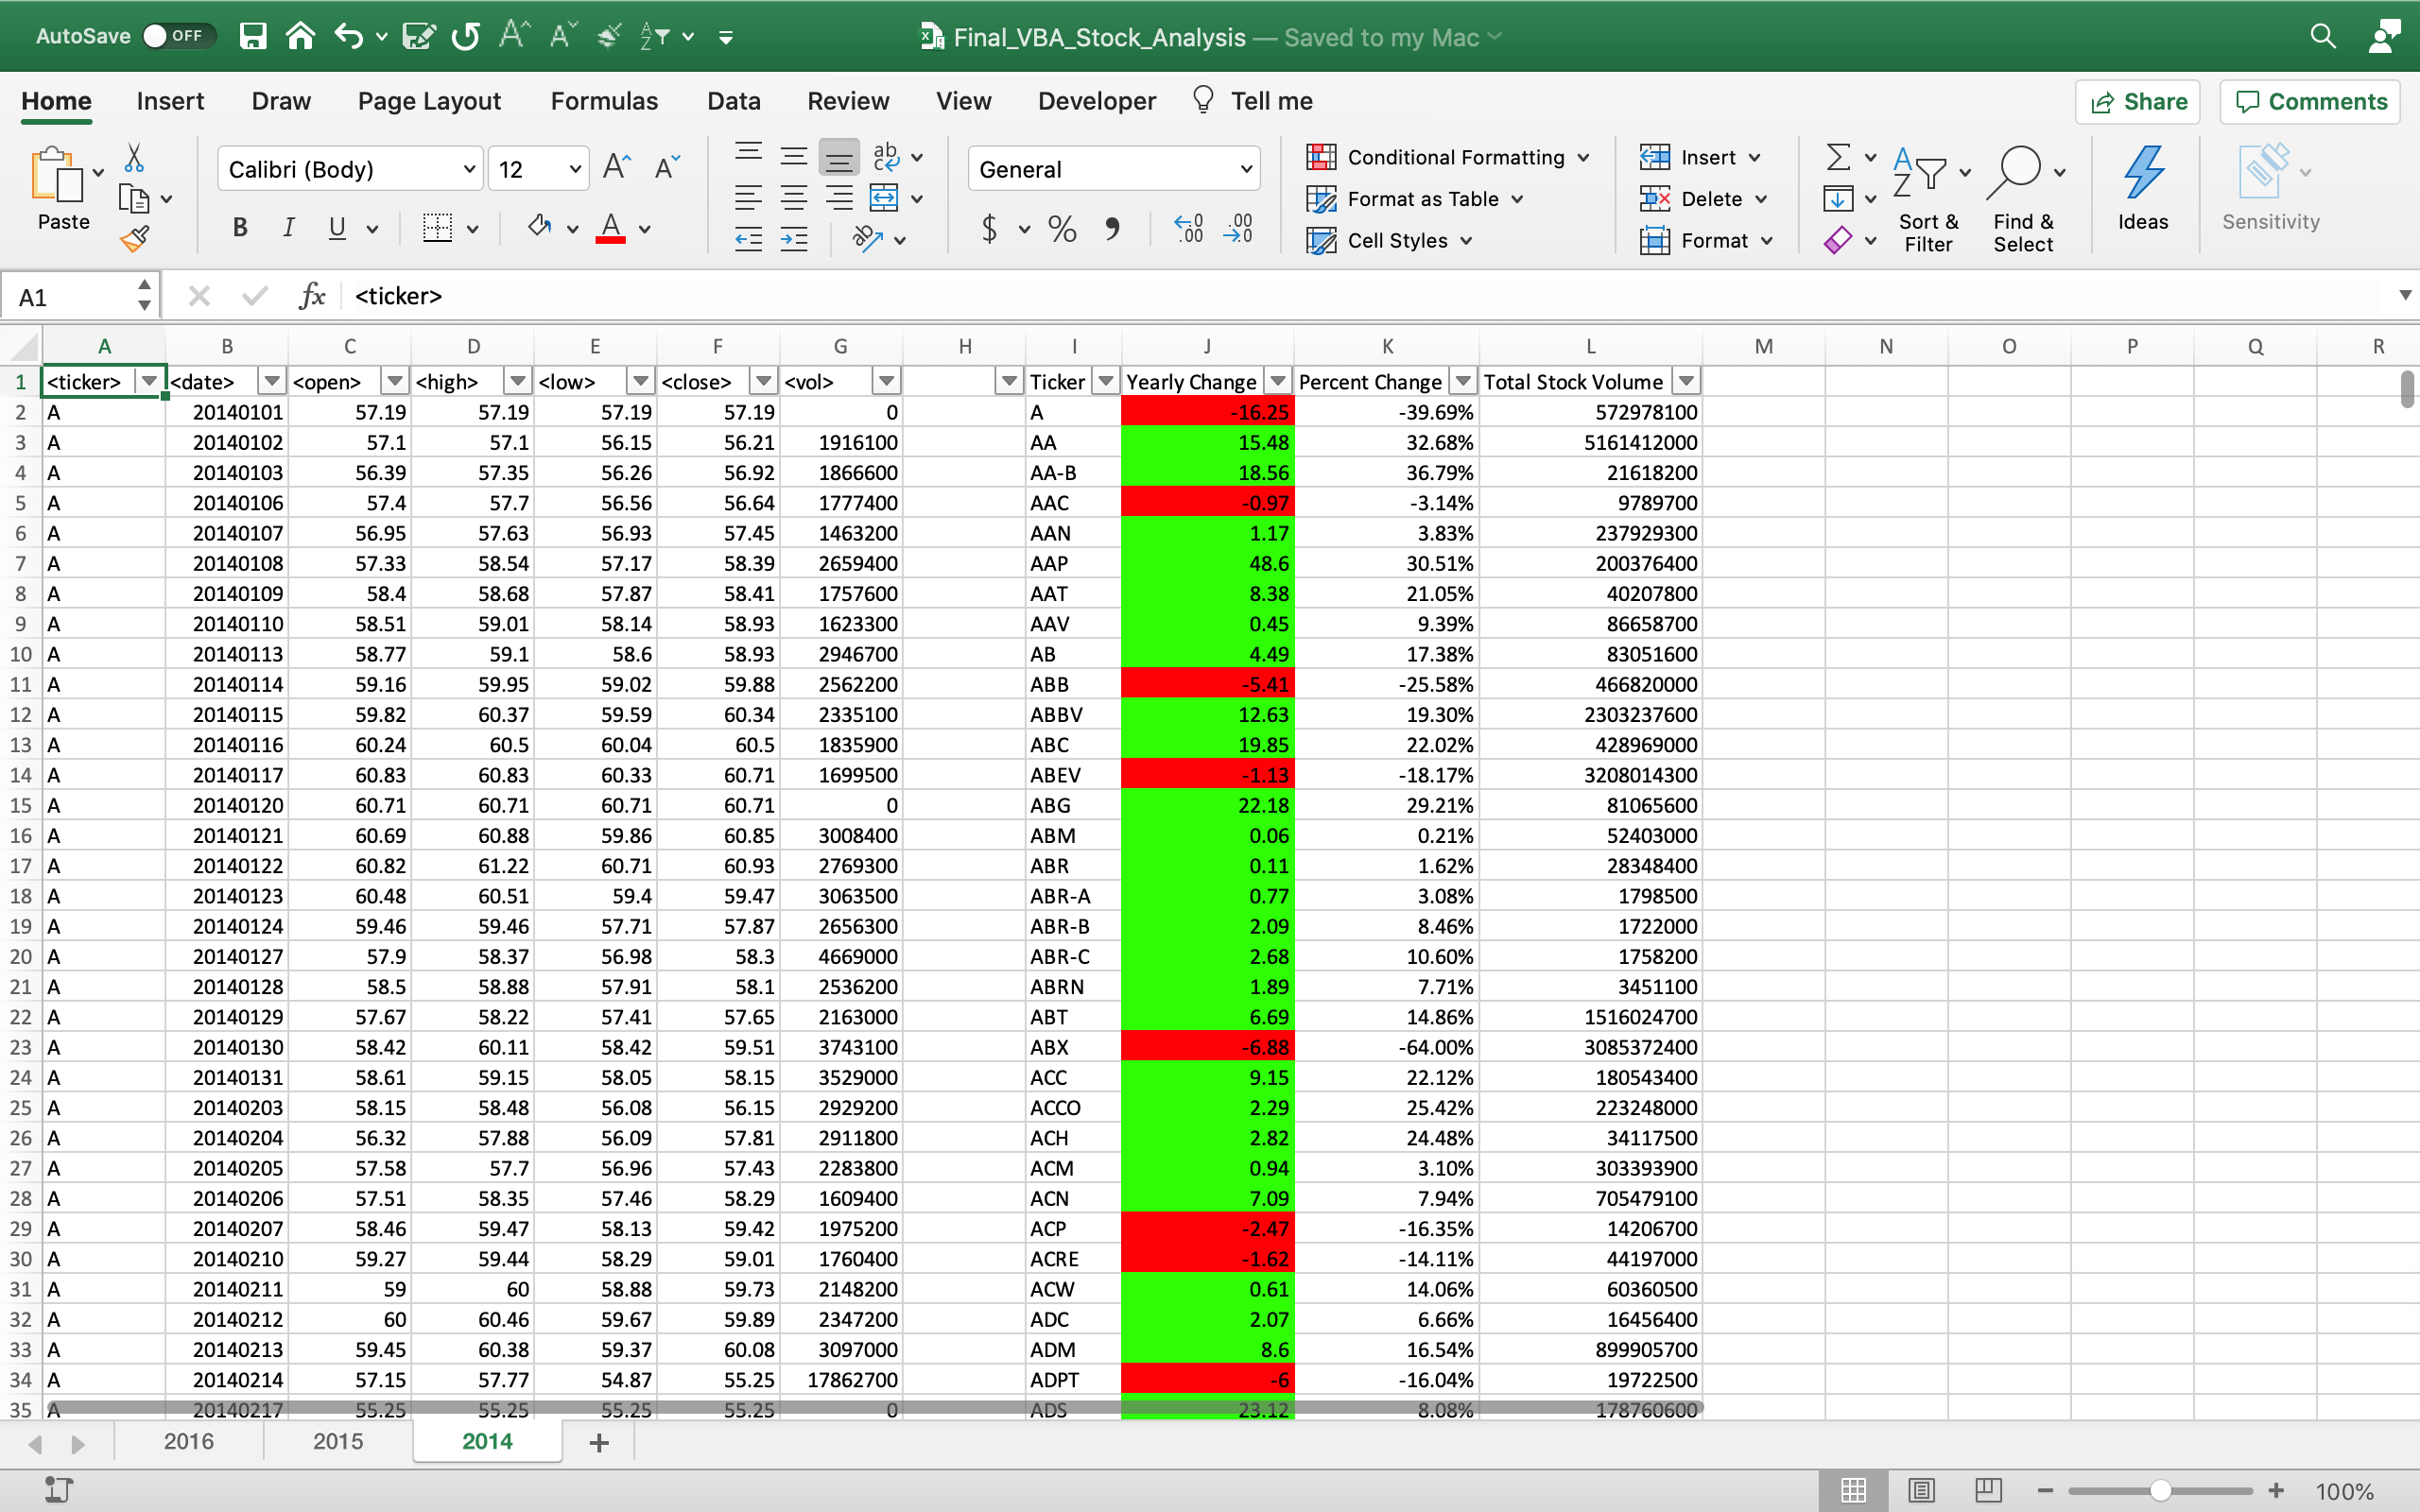 AutoSave OFF Final_VBA_Stock_Analysis — Saved to my Mac
Home Insert Draw Page Layout Formulas Data Review View Developer Tell me Share Comments
Paste Calibri (Body) 12 General Conditional Formatting Insert
Format as Table Delete
Cell Styles Format
Sort & Filter Find & Select Ideas Sensitivity
A1 fx <ticker>
A B C D E F G H I J K L M N O P Q R
1 <ticker> <date> <open> <high> <low> <close> <vol> Ticker Yearly Change Percent Change Total Stock Volume
2 A 20140101 57.19 57.19 57.19 57.19 0 A -16.25 -39.69% 572978100
3 A 20140102 57.1 57.1 56.15 56.21 1916100 AA 15.48 32.68% 5161412000
4 A 20140103 56.39 57.35 56.26 56.92 1866600 AA-B 18.56 36.79% 21618200
5 A 20140106 57.4 57.7 56.56 56.64 1777400 AAC -0.97 -3.14% 9789700
6 A 20140107 56.95 57.63 56.93 57.45 1463200 AAN 1.17 3.83% 237929300
7 A 20140108 57.33 58.54 57.17 58.39 2659400 AAP 48.6 30.51% 200376400
8 A 20140109 58.4 58.68 57.87 58.41 1757600 AAT 8.38 21.05% 40207800
9 A 20140110 58.51 59.01 58.14 58.93 1623300 AAV 0.45 9.39% 86658700
10 A 20140113 58.77 59.1 58.6 58.93 2946700 AB 4.49 17.38% 83051600
11 A 20140114 59.16 59.95 59.02 59.88 2562200 ABB -5.41 -25.58% 466820000
12 A 20140115 59.82 60.37 59.59 60.34 2335100 ABBV 12.63 19.30% 2303237600
13 A 20140116 60.24 60.5 60.04 60.5 1835900 ABC 19.85 22.02% 428969000
14 A 20140117 60.83 60.83 60.33 60.71 1699500 ABEV -1.13 -18.17% 3208014300
15 A 20140120 60.71 60.71 60.71 60.71 0 ABG 22.18 29.21% 81065600
16 A 20140121 60.69 60.88 59.86 60.85 3008400 ABM 0.06 0.21% 52403000
17 A 20140122 60.82 61.22 60.71 60.93 2769300 ABR 0.11 1.62% 28348400
18 A 20140123 60.48 60.51 59.4 59.47 3063500 ABR-A 0.77 3.08% 1798500
19 A 20140124 59.46 59.46 57.71 57.87 2656300 ABR-B 2.09 8.46% 1722000
20 A 20140127 57.9 58.37 56.98 58.3 4669000 ABR-C 2.68 10.60% 1758200
21 A 20140128 58.5 58.88 57.91 58.1 2536200 ABRN 1.89 7.71% 3451100
22 A 20140129 57.67 58.22 57.41 57.65 2163000 ABT 6.69 14.86% 1516024700
23 A 20140130 58.42 60.11 58.42 59.51 3743100 ABX -6.88 -64.00% 3085372400
24 A 20140131 58.61 59.15 58.05 58.15 3529000 ACC 9.15 22.12% 180543400
25 A 20140203 58.15 58.48 56.08 56.15 2929200 ACCO 2.29 25.42% 223248000
26 A 20140204 56.32 57.88 56.09 57.81 2911800 ACH 2.82 24.48% 34117500
27 A 20140205 57.58 57.7 56.96 57.43 2283800 ACM 0.94 3.10% 303393900
28 A 20140206 57.51 58.35 57.46 58.29 1609400 ACN 7.09 7.94% 705479100
29 A 20140207 58.46 59.47 58.13 59.42 1975200 ACP -2.47 -16.35% 14206700
30 A 20140210 59.27 59.44 58.29 59.01 1760400 ACRE -1.62 -14.11% 44197000
31 A 20140211 59 60 58.88 59.73 2148200 ACW 0.61 14.06% 60360500
32 A 20140212 60 60.46 59.67 59.89 2347200 ADC 2.07 6.66% 16456400
33 A 20140213 59.45 60.38 59.37 60.08 3097000 ADM 8.6 16.54% 899905700
34 A 20140214 57.15 57.77 54.87 55.25 17862700 ADPT -6 -16.04% 19722500
35 A 20140217 55.25 55.25 55.25 55.25 0 ADS 23.12 8.08% 178760600
2016 2015 2014
100%